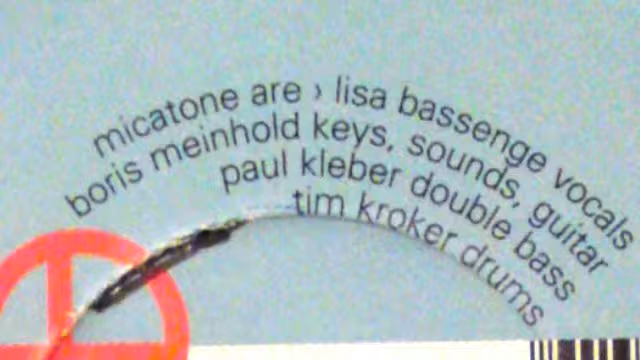 micatone are › lisa bassenge vocals
boris meinhold keys, sounds, guitar
paul kleber double bass
tim kroker drums